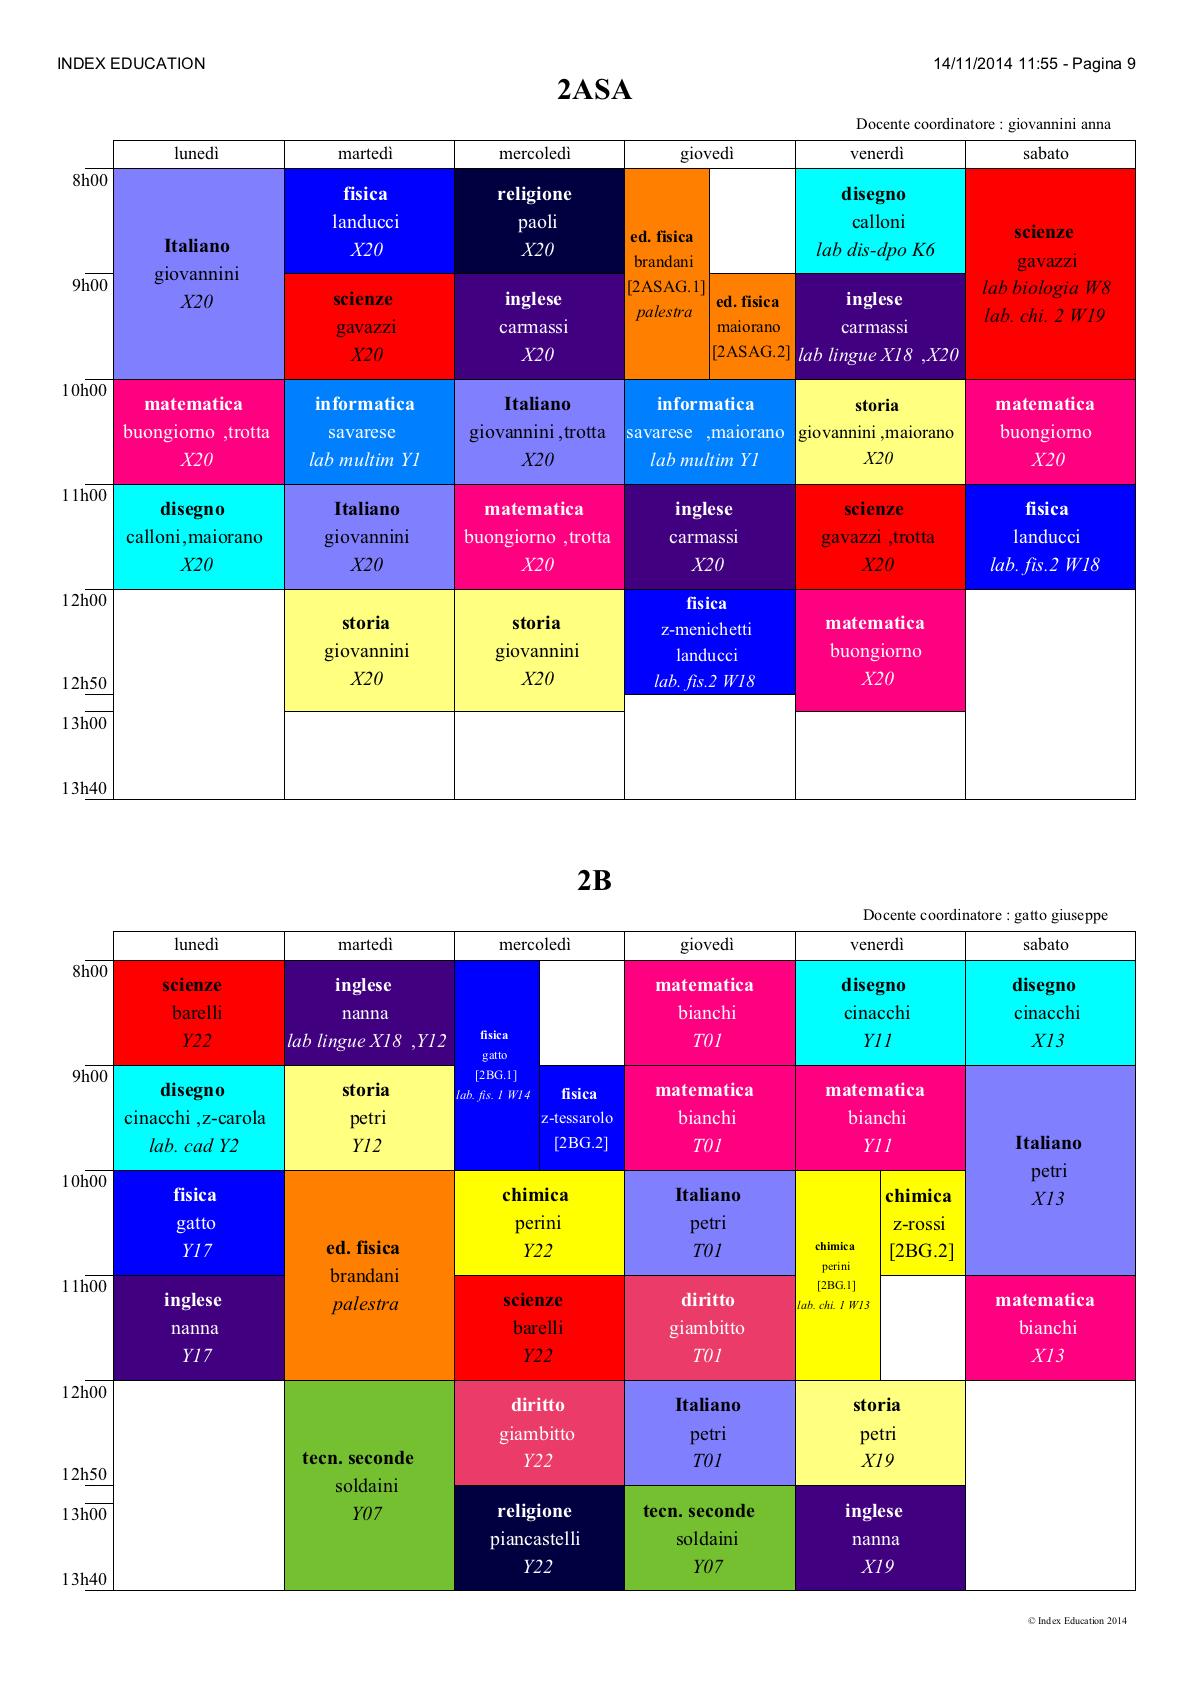 INDEX EDUCATION
14/11/2014 11:55 - Pagina 9
2ASA
Docente coordinatore : giovannini anna
lunedì martedì mercoledì giovedì venerdì sabato
8h00
Italiano
giovannini
X20
fisica
landucci
X20
religione
paoli
X20
ed. fisica
brandani
[2ASAG.1]
palestra
disegno
calloni
lab dis-dpo K6
scienze
gavazzi
lab biologia W8
lab. chi. 2 W19
9h00
scienze
gavazzi
X20
inglese
carmassi
X20
ed. fisica
maiorano
[2ASAG.2]
inglese
carmassi
lab lingue X18 ,X20
10h00
matematica
buongiorno ,trotta
X20
informatica
savarese
lab multim Y1
Italiano
giovannini ,trotta
X20
informatica
savarese ,maiorano
lab multim Y1
storia
giovannini ,maiorano
X20
matematica
buongiorno
X20
11h00
disegno
calloni,maiorano
X20
Italiano
giovannini
X20
matematica
buongiorno ,trotta
X20
inglese
carmassi
X20
scienze
gavazzi ,trotta
X20
fisica
landucci
lab. fis.2 W18
12h00
storia
giovannini
X20
storia
giovannini
X20
fisica
z-menichetti
landucci
lab. fis.2 W18
matematica
buongiorno
X20
12h50
13h00
13h40
2B
Docente coordinatore : gatto giuseppe
lunedì martedì mercoledì giovedì venerdì sabato
8h00
scienze
barelli
Y22
inglese
nanna
lab lingue X18 ,Y12
fisica
gatto
[2BG.1]
lab. fis. 1 W14
matematica
bianchi
T01
disegno
cinacchi
Y11
disegno
cinacchi
X13
9h00
disegno
cinacchi ,z-carola
lab. cad Y2
storia
petri
Y12
fisica
z-tessarolo
[2BG.2]
matematica
bianchi
T01
matematica
bianchi
Y11
Italiano
petri
X13
10h00
fisica
gatto
Y17
ed. fisica
brandani
palestra
chimica
perini
Y22
Italiano
petri
T01
chimica
perini
[2BG.1]
lab. chi. 1 W13
chimica
z-rossi
[2BG.2]
11h00
inglese
nanna
Y17
scienze
barelli
Y22
diritto
giambitto
T01
matematica
bianchi
X13
12h00
tecn. seconde
soldaini
Y07
diritto
giambitto
Y22
Italiano
petri
T01
storia
petri
X19
12h50
13h00
religione
piancastelli
Y22
tecn. seconde
soldaini
Y07
inglese
nanna
X19
13h40
© Index Education 2014